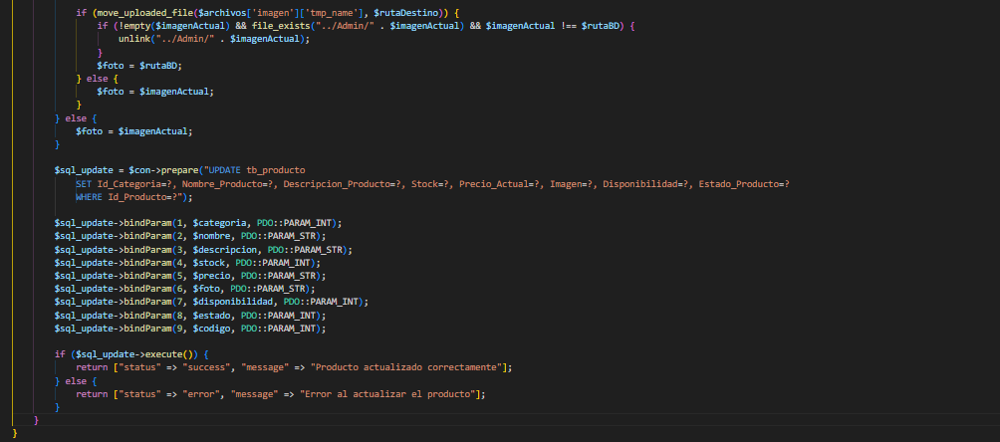 if (move_uploaded_file($archivos['imagen']['tmp_name'], $rutaDestino)) {
if (!empty($imagenActual) && file_exists("../Admin/" . $imagenActual) && $imagenActual !== $rutaBD) {
unlink("../Admin/" . $imagenActual);
}
$foto = $rutaBD;
} else {
$foto = $imagenActual;
}
} else {
$foto = $imagenActual;
}
$sql_update = $con->prepare("UPDATE tb_producto
SET Id_Categoria=?, Nombre_Producto=?, Descripcion_Producto=?, Stock=?, Precio_Actual=?, Imagen=?, Disponibilidad=?, Estado_Producto=?
WHERE Id_Producto=?");
$sql_update->bindParam(1, $categoria, PDO::PARAM_INT);
$sql_update->bindParam(2, $nombre, PDO::PARAM_STR);
$sql_update->bindParam(3, $descripcion, PDO::PARAM_STR);
$sql_update->bindParam(4, $stock, PDO::PARAM_INT);
$sql_update->bindParam(5, $precio, PDO::PARAM_STR);
$sql_update->bindParam(6, $foto, PDO::PARAM_STR);
$sql_update->bindParam(7, $disponibilidad, PDO::PARAM_INT);
$sql_update->bindParam(8, $estado, PDO::PARAM_INT);
$sql_update->bindParam(9, $codigo, PDO::PARAM_INT);
if ($sql_update->execute()) {
return ["status" => "success", "message" => "Producto actualizado correctamente"];
} else {
return ["status" => "error", "message" => "Error al actualizar el producto"];
}
}
}